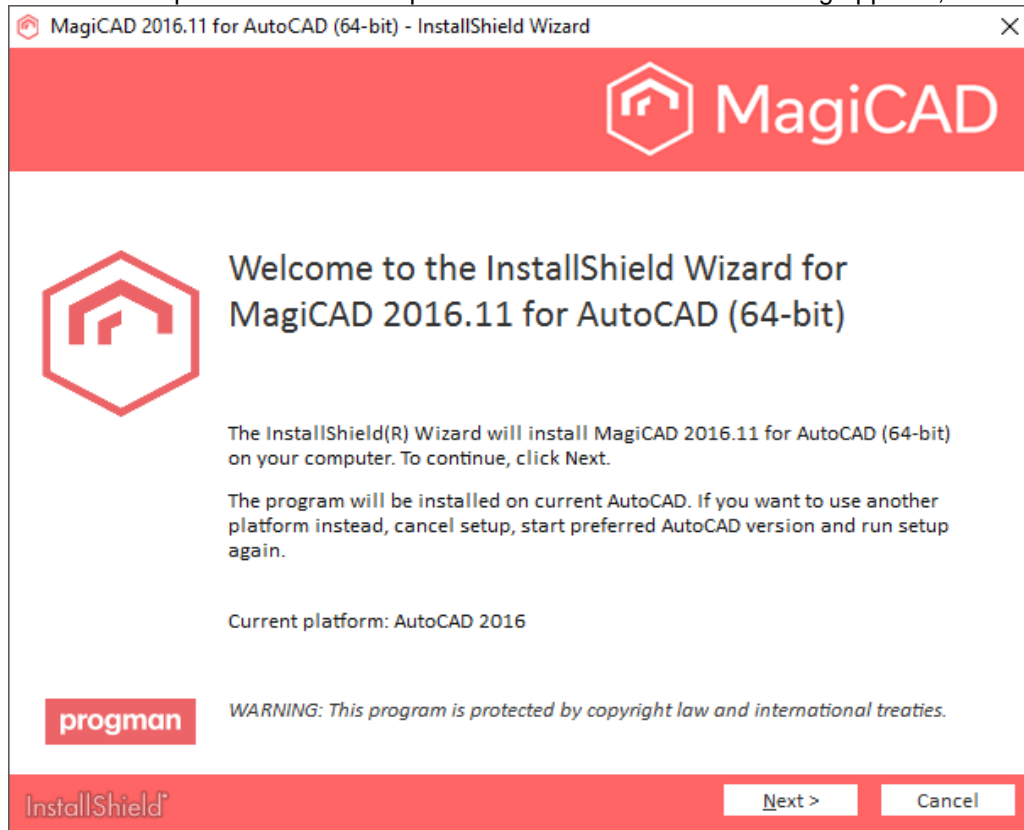 MagiCAD 2016.11 for AutoCAD (64-bit) - InstallShield Wizard
MagiCAD
Welcome to the InstallShield Wizard for
MagiCAD 2016.11 for AutoCAD (64-bit)
The InstallShield(R) Wizard will install MagiCAD 2016.11 for AutoCAD (64-bit)
on your computer. To continue, click Next.
The program will be installed on current AutoCAD. If you want to use another
platform instead, cancel setup, start preferred AutoCAD version and run setup
again.
Current platform: AutoCAD 2016
progman
WARNING: This program is protected by copyright law and international treaties.
InstallShield
Next >
Cancel